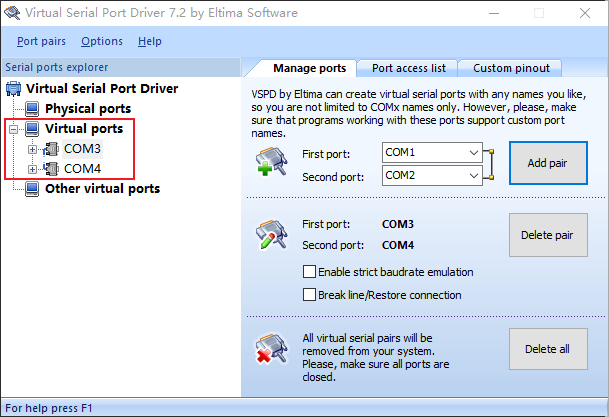 Virtual Serial Port Driver 7.2 by Eltima Software
Port pairs Options Help
Serial ports explorer
Virtual Serial Port Driver
Physical ports
Virtual ports
COM3
COM4
Other virtual ports
Manage ports Port access list Custom pinout
VSPD by Eltima can create virtual serial ports with any names you like,
so you are not limited to COMx names only. However, please, make
sure that programs working with these ports support custom port
names.
First port: COM1
Second port: COM2
Add pair
First port: COM3
Second port: COM4
Delete pair
Enable strict baudrate emulation
Break line/Restore connection
All virtual serial pairs will be
removed from your system.
Please, make sure all ports are
closed.
Delete all
For help press F1